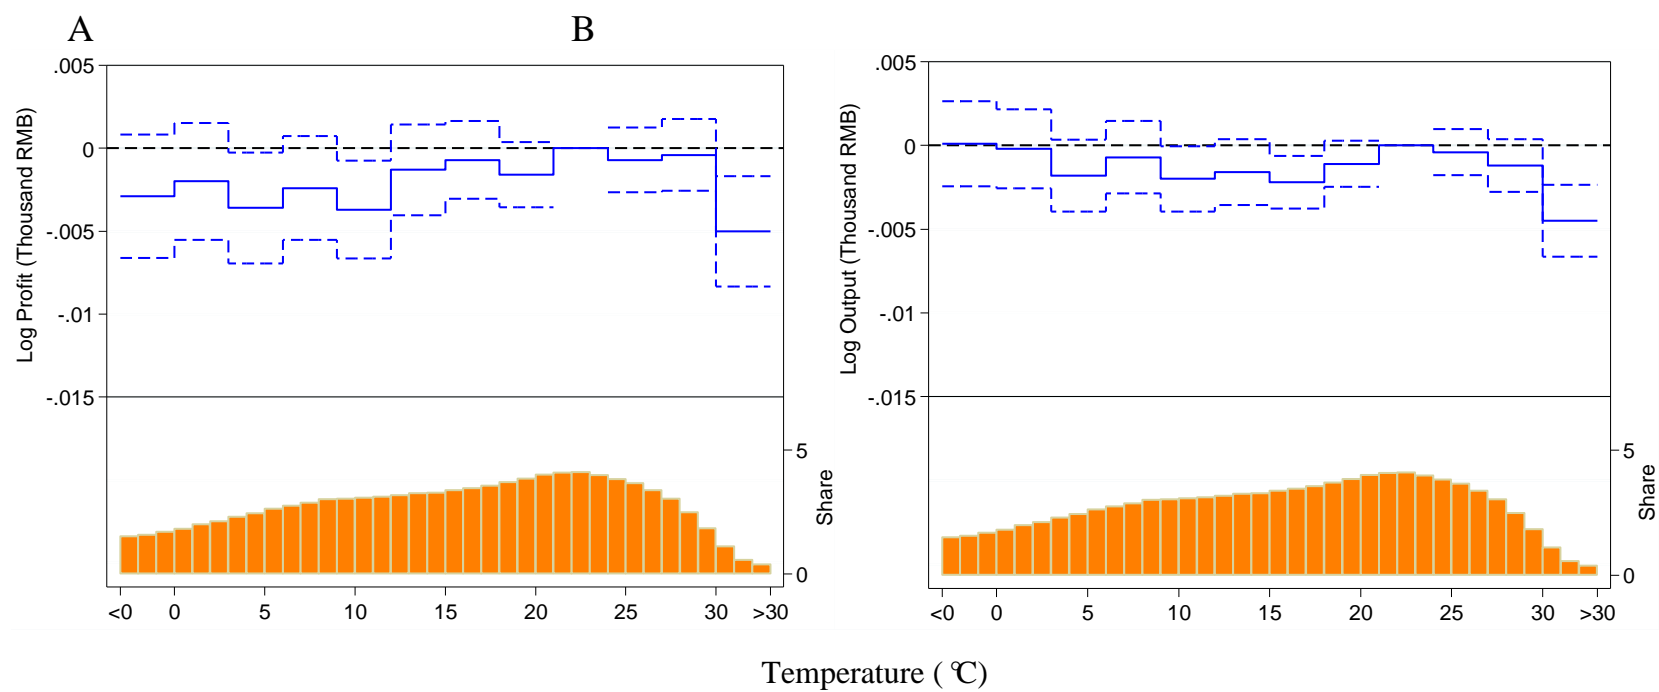 A
B
.005
0
-.005
-.01
-.015
Log Profit (Thousand RMB)
5
0
Share
<0 0 5 10 15 20 25 30 >30
.005
0
-.005
-.01
-.015
Log Output (Thousand RMB)
5
0
Share
<0 0 5 10 15 20 25 30 >30
Temperature ( ℃)